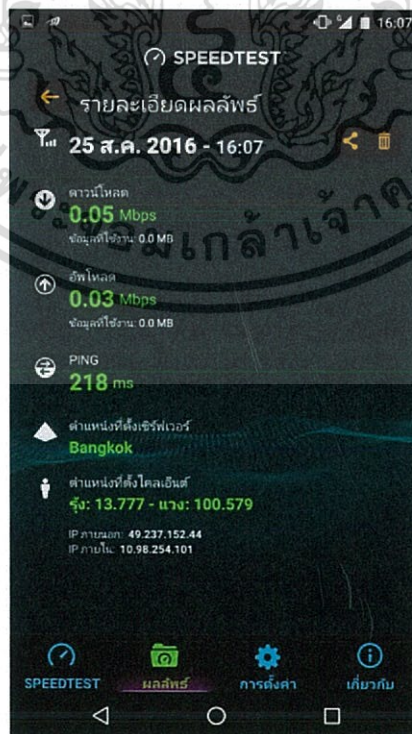 16:07
SPEEDTEST
รายละเอียดผลลัพธ์
25 ส.ค. 2016 - 16:07
ดาวน์โหลด
0.05 Mbps
ข้อมูลที่ใช้งาน: 0.0 MB
อัพโหลด
0.03 Mbps
ข้อมูลที่ใช้งาน: 0.0 MB
PING
218 ms
ตำแหน่งที่ตั้งเซิร์ฟเวอร์
Bangkok
ตำแหน่งที่ตั้งไคลเอ็นต์
รุ้ง: 13.777 - แวง: 100.579
IP ภายนอก: 49.237.152.44
IP ภายใน: 10.98.254.101
SPEEDTEST
ผลลัพธ์
การตั้งค่า
เกี่ยวกับ